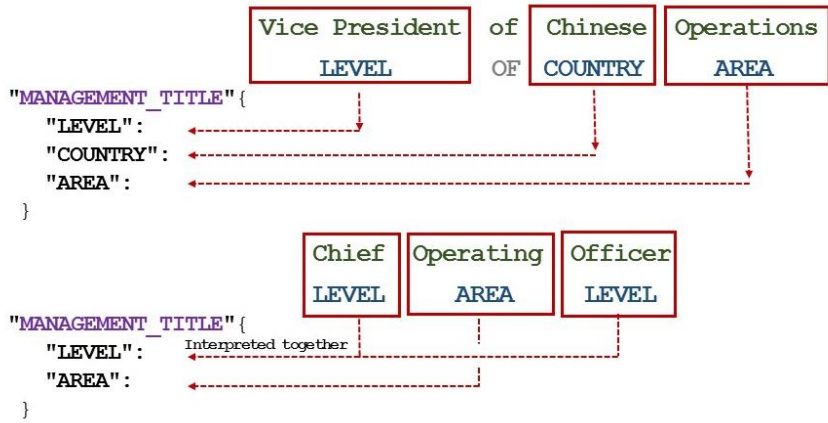 Vice President of Chinese Operations
LEVEL OF COUNTRY AREA
"MANAGEMENT_TITLE"{
"LEVEL":
"COUNTRY":
"AREA":
}
Chief Operating Officer
LEVEL AREA LEVEL
"MANAGEMENT_TITLE"{
"LEVEL": Interpreted together
"AREA":
}